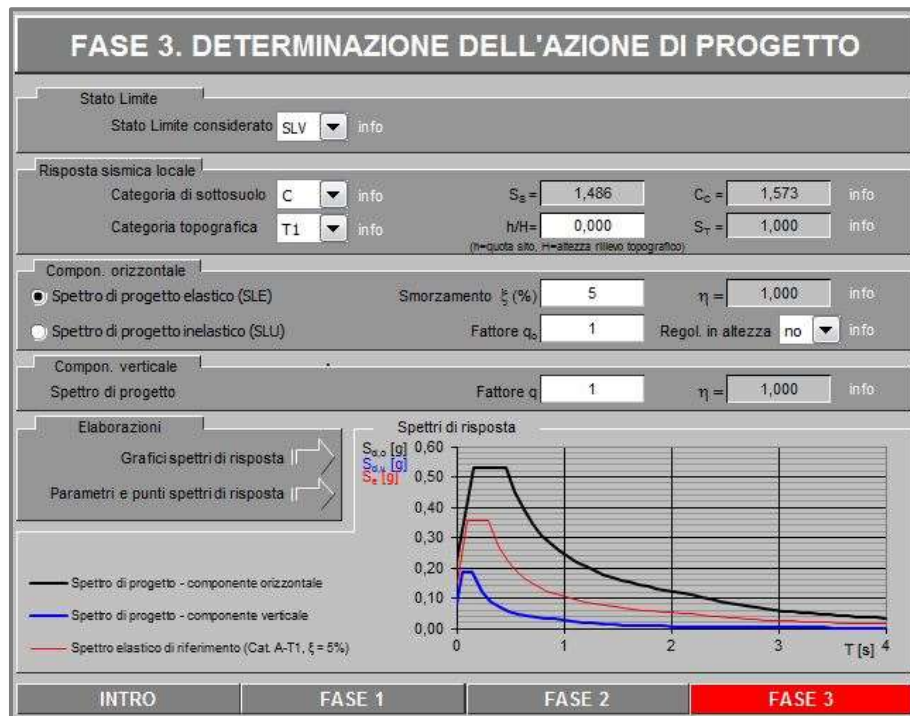 FASE 3. DETERMINAZIONE DELL'AZIONE DI PROGETTO
Stato Limite
Stato Limite considerato SLV info
Risposta sismica locale
Categoria di sottosuolo C info S_S = 1,486 C_C = 1,573 info
Categoria topografica T1 info h/H= 0,000 S_T = 1,000 info
(h=quota sito, H=altezza rilievo topografico)
Compon. orizzontale
Spettro di progetto elastico (SLE) Smorzamento ξ (%) 5 η = 1,000 info
Spettro di progetto inelastico (SLU) Fattore q_o 1 Regol. in altezza no info
Compon. verticale
Spettro di progetto Fattore q 1 η = 1,000 info
Elaborazioni
Grafici spettri di risposta
Parametri e punti spettri di risposta
Spettri di risposta
S_d,o [g]
S_d,v [g]
S_e [g]
0,60
0,50
0,40
0,30
0,20
0,10
0,00
0 1 2 3 4
T [s]
Spettro di progetto - componente orizzontale
Spettro di progetto - componente verticale
Spettro elastico di riferimento (Cat. A-T1, ξ = 5%)
INTRO FASE 1 FASE 2 FASE 3